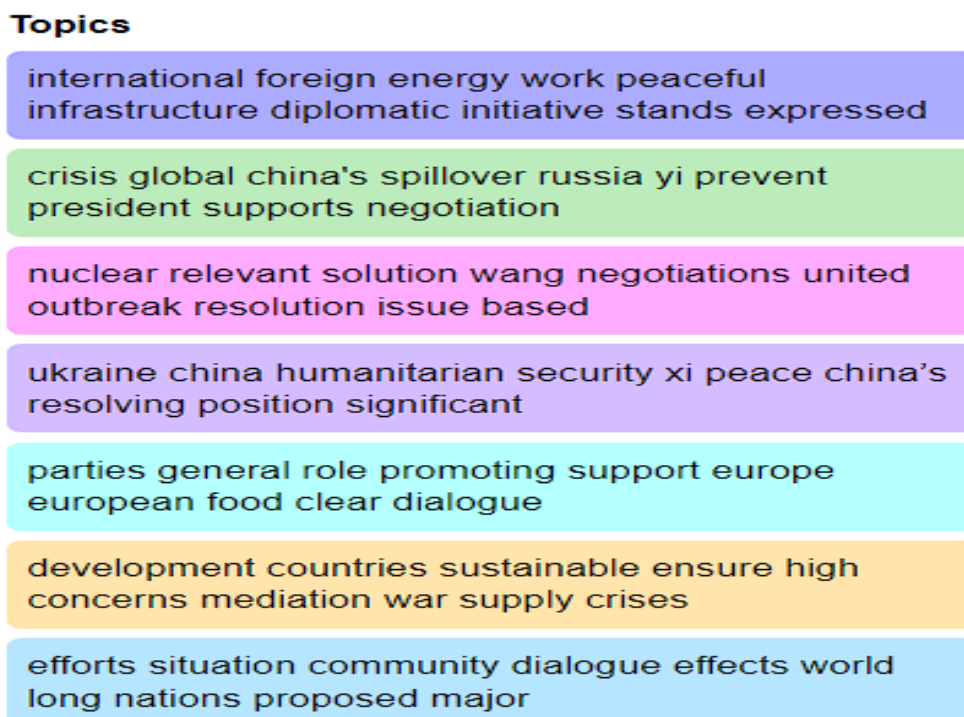 Topics
international foreign energy work peaceful
infrastructure diplomatic initiative stands expressed
crisis global china's spillover russia yi prevent
president supports negotiation
nuclear relevant solution wang negotiations united
outbreak resolution issue based
ukraine china humanitarian security xi peace china’s
resolving position significant
parties general role promoting support europe
european food clear dialogue
development countries sustainable ensure high
concerns mediation war supply crises
efforts situation community dialogue effects world
long nations proposed major